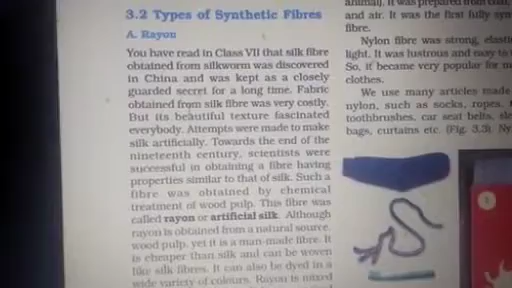 3.2 Types of Synthetic Fibres
A. Rayon
You have read in Class VII that silk fibre
obtained from silkworm was discovered
in China and was kept as a closely
guarded secret for a long time. Fabric
obtained from silk fibre was very costly.
But its beautiful texture fascinated
everybody. Attempts were made to make
silk artificially. Towards the end of the
nineteenth century, scientists were
successful in obtaining a fibre having
properties similar to that of silk. Such a
fibre was obtained by chemical
treatment of wood pulp. This fibre was
called rayon or artificial silk. Although
rayon is obtained from a natural source,
wood pulp, yet it is a man-made fibre. It
is cheaper than silk and can be woven
like silk fibres. It can also be dyed in a
wide variety of colours. Rayon is mixed
and air. It was the first fully
fibre.
Nylon fibre was strong,
light. It was lustrous and easy to
So, it became very popular for
clothes.
We use many articles made
nylon, such as socks, ropes,
toothbrushes, car seat belts,
bags, curtains etc. (Fig. 3.3).